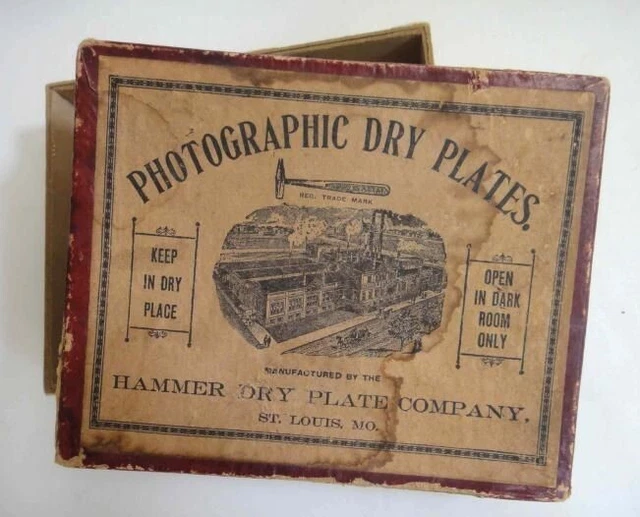 PHOTOGRAPHIC DRY PLATES.
REG. TRADE MARK
KEEP
IN DRY
PLACE
OPEN
IN DARK
ROOM
ONLY
MANUFACTURED BY THE
HAMMER DRY PLATE COMPANY.
ST. LOUIS, MO.